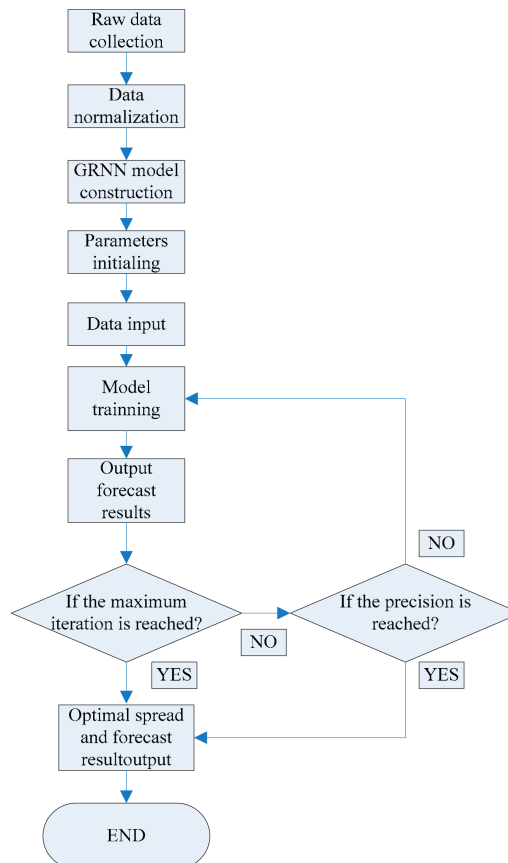 Raw data
collection
Data
normalization
GRNN model
construction
Parameters
initialing
Data input
Model
trainning
Output
forecast
results
NO
If the maximum
iteration is reached?
If the precision is
reached?
NO
YES
YES
Optimal spread
and forecast
resultoutput
END